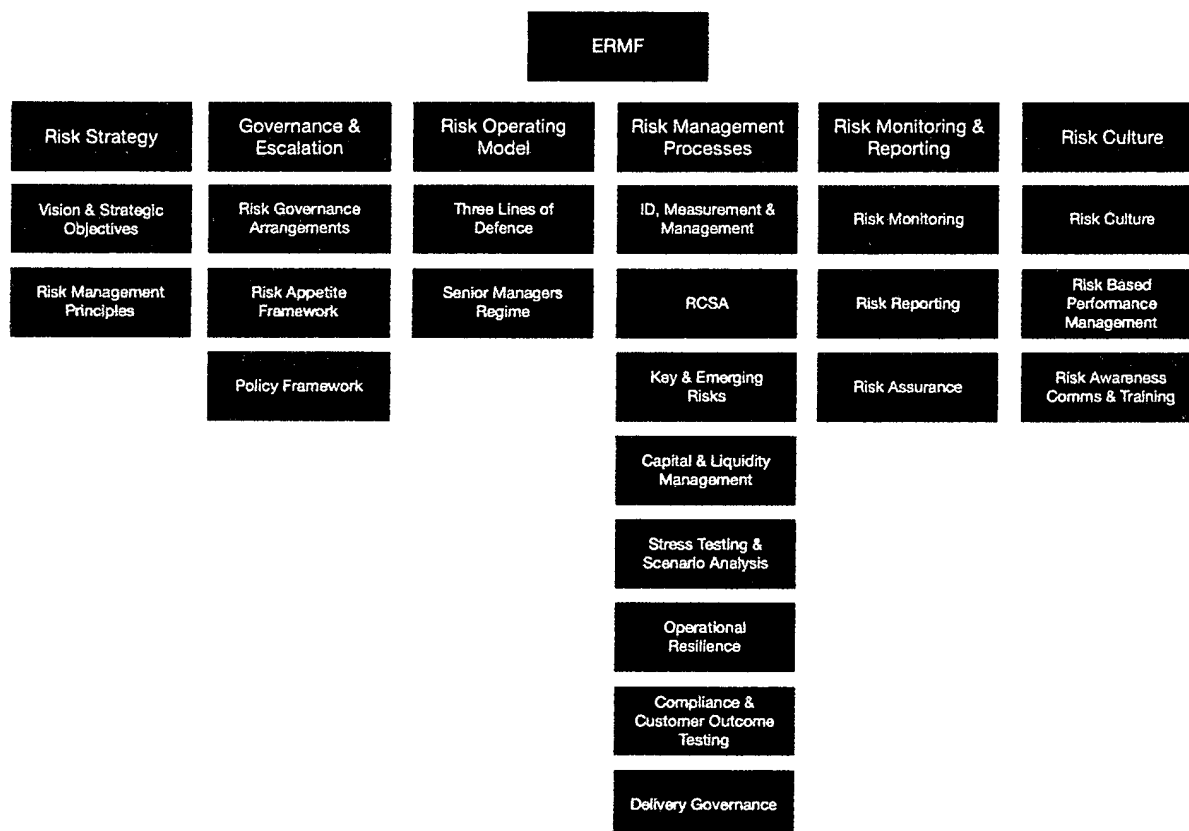 ERMF
Risk Strategy
Vision & Strategic
Objectives
Risk Management
Principles
Governance &
Escalation
Risk Governance
Arrangements
Risk Appetite
Framework
Policy Framework
Risk Operating
Model
Three Lines of
Defence
Senior Managers
Regime
Risk Management
Processes
ID, Measurement &
Management
RCSA
Key & Emerging
Risks
Capital & Liquidity
Management
Stress Testing &
Scenario Analysis
Operational
Resilience
Compliance &
Customer Outcome
Testing
Delivery Governance
Risk Monitoring &
Reporting
Risk Monitoring
Risk Reporting
Risk Assurance
Risk Culture
Risk Culture
Risk Based
Performance
Management
Risk Awareness
Comms & Training